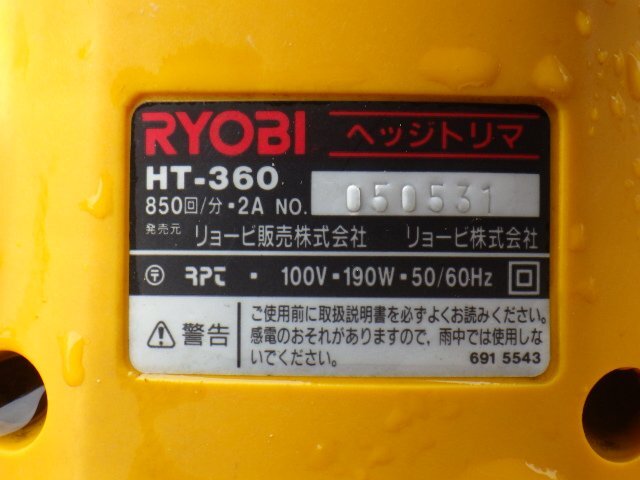 RYOBI ヘッジトリマ
HT-360
850回/分・2A NO. 050531
発売元 リョービ販売株式会社 リョービ株式会社
〒 RPT ・ 100V・190W・50/60Hz
警告
ご使用前に取扱説明書を必ずよくお読みください。
感電のおそれがありますので、雨中では使用しな
いでください。
691 5543